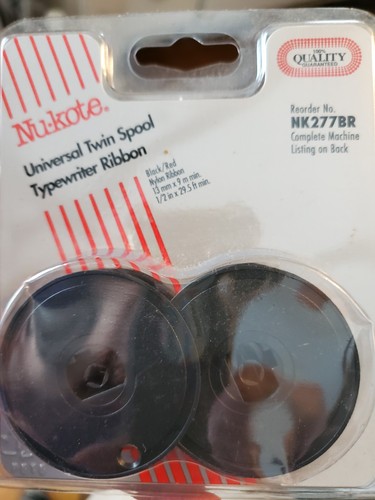 100%
QUALITY
GUARANTEED
Reorder No.
NK277BR
Complete Machine
Listing on Back
Nu-kote®
Universal Twin Spool
Typewriter Ribbon
Black/Red
Nylon Ribbon
13 mm x 9 m min.
1/2 in x 29.5 ft min.